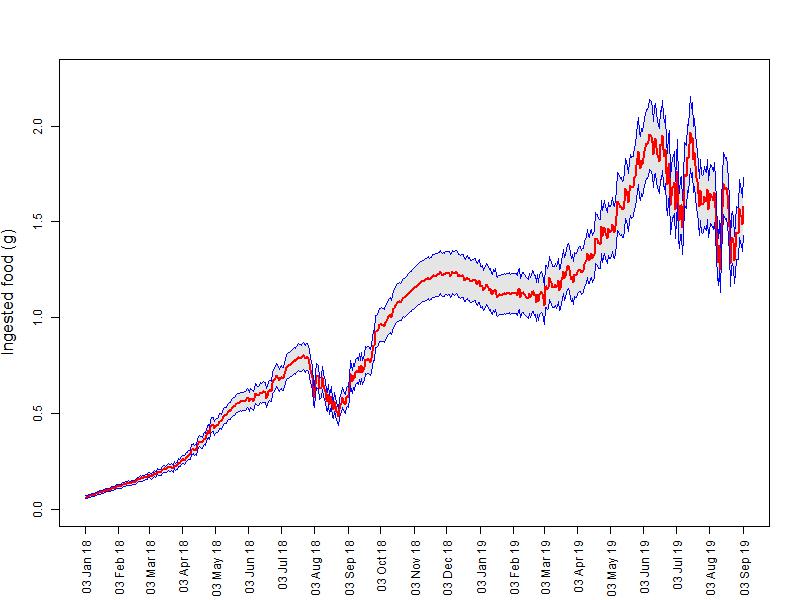 Ingested food (g)
2.0
1.5
1.0
0.5
0.0
03 Jan 18
03 Feb 18
03 Mar 18
03 Apr 18
03 May 18
03 Jun 18
03 Jul 18
03 Aug 18
03 Sep 18
03 Oct 18
03 Nov 18
03 Dec 18
03 Jan 19
03 Feb 19
03 Mar 19
03 Apr 19
03 May 19
03 Jun 19
03 Jul 19
03 Aug 19
03 Sep 19